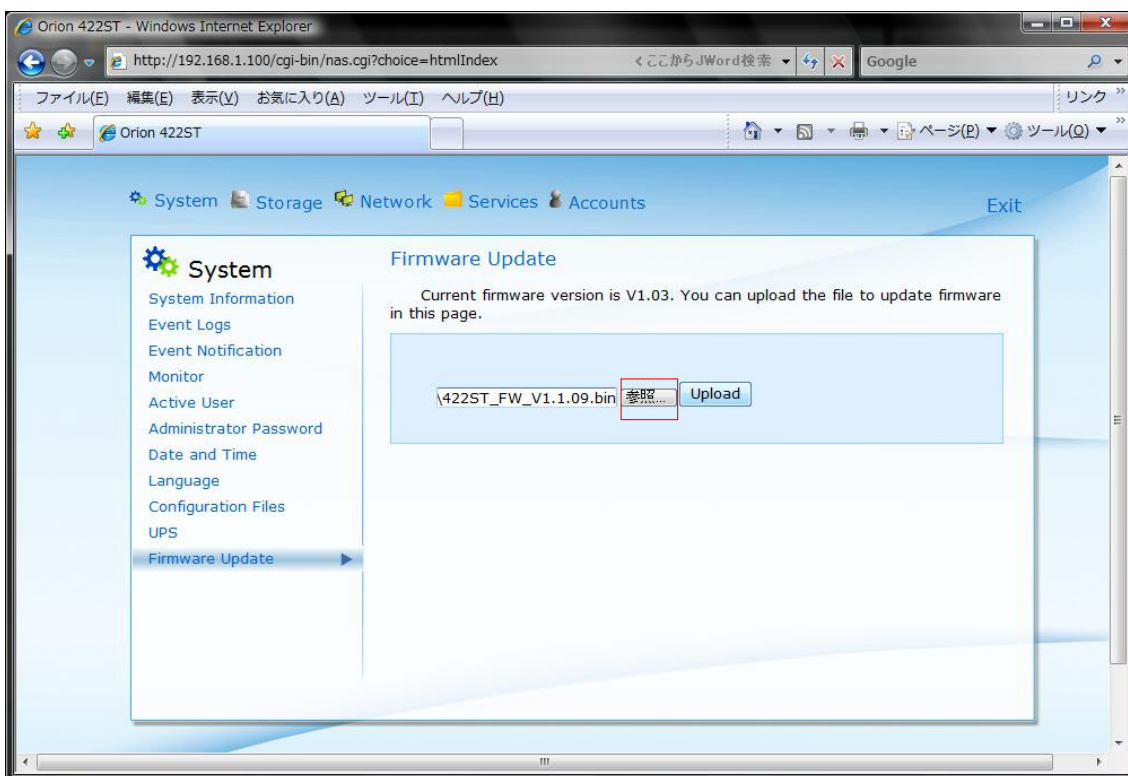 Orion 422ST - Windows Internet Explorer
http://192.168.1.100/cgi-bin/nas.cgi?choice=htmlIndex
くここからJWord検索
Google
ファイル(F) 編集(E) 表示(V) お気に入り(A) ツール(T) ヘルプ(H)
リンク »
Orion 422ST
ページ(P) ツール(O) »
System Storage Network Services Accounts
Exit
System
System Information
Event Logs
Event Notification
Monitor
Active User
Administrator Password
Date and Time
Language
Configuration Files
UPS
Firmware Update
Firmware Update
Current firmware version is V1.03. You can upload the file to update firmware
in this page.
\422ST_FW_V1.1.09.bin 参照... Upload